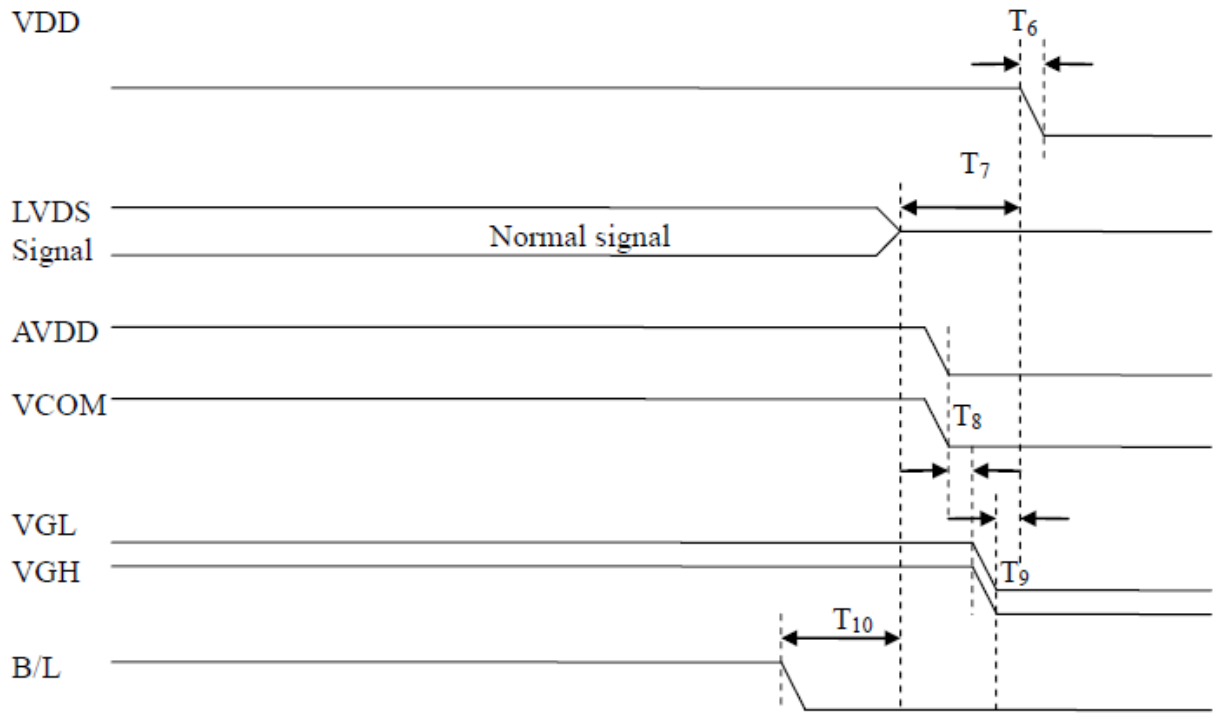 VDD
T6
T7
LVDS
Signal
Normal signal
AVDD
VCOM
T8
VGL
VGH
T9
T10
B/L